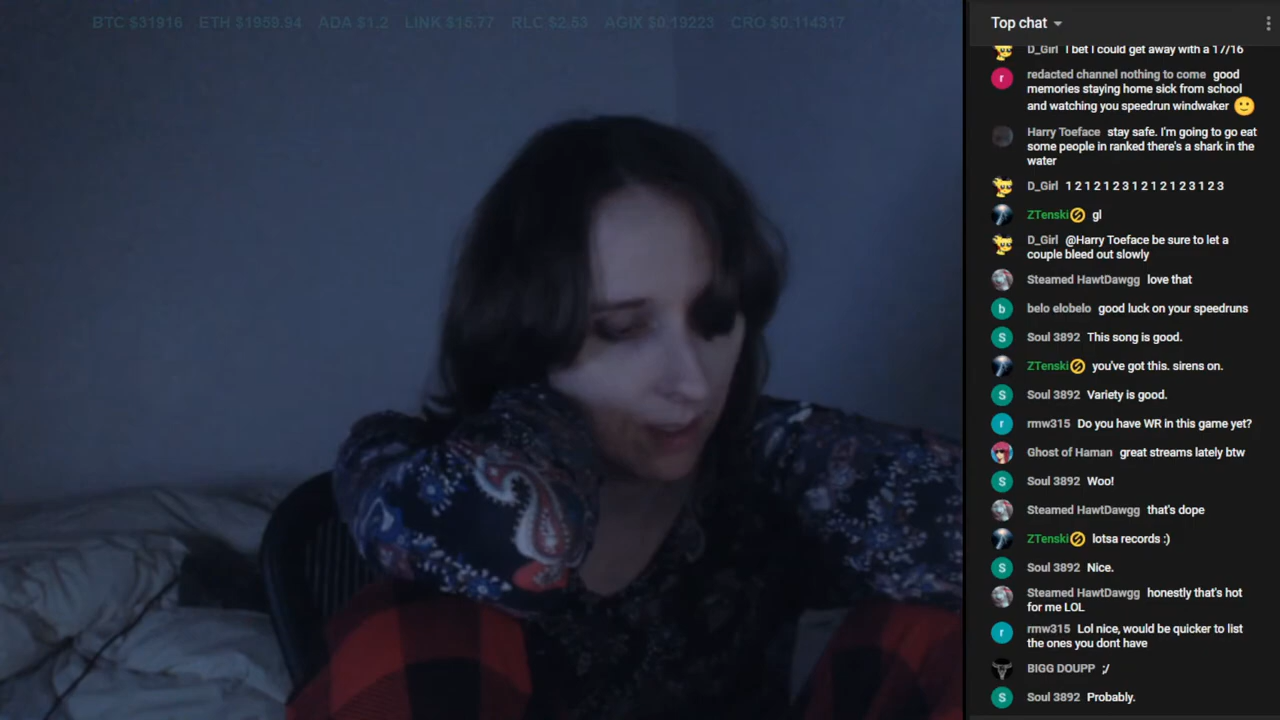 BTC $31916 ETH $1959.94 ADA $1.2 LINK $15.77 RLC $2.53 AGIX $0.19223 CRO $0.114317
Top chat
D_Girl I bet I could get away with a 17/16
redacted channel nothing to come good
memories staying home sick from school
and watching you speedrun windwaker
Harry Toeface stay safe. I'm going to go eat
some people in ranked there's a shark in the
water
D_Girl 1 2 1 2 1 2 3 1 2 1 2 1 2 3 1 2 3
ZTenski gl
D_Girl @Harry Toeface be sure to let a
couple bleed out slowly
Steamed HawtDawgg love that
b belo elobelo good luck on your speedruns
S Soul 3892 This song is good.
ZTenski you've got this. sirens on.
S Soul 3892 Variety is good.
r rmw315 Do you have WR in this game yet?
Ghost of Haman great streams lately btw
S Soul 3892 Woo!
Steamed HawtDawgg that's dope
ZTenski lotsa records :)
S Soul 3892 Nice.
Steamed HawtDawgg honestly that's hot
for me LOL
r rmw315 Lol nice, would be quicker to list
the ones you dont have
BIGG DOUPP ;/
S Soul 3892 Probably.